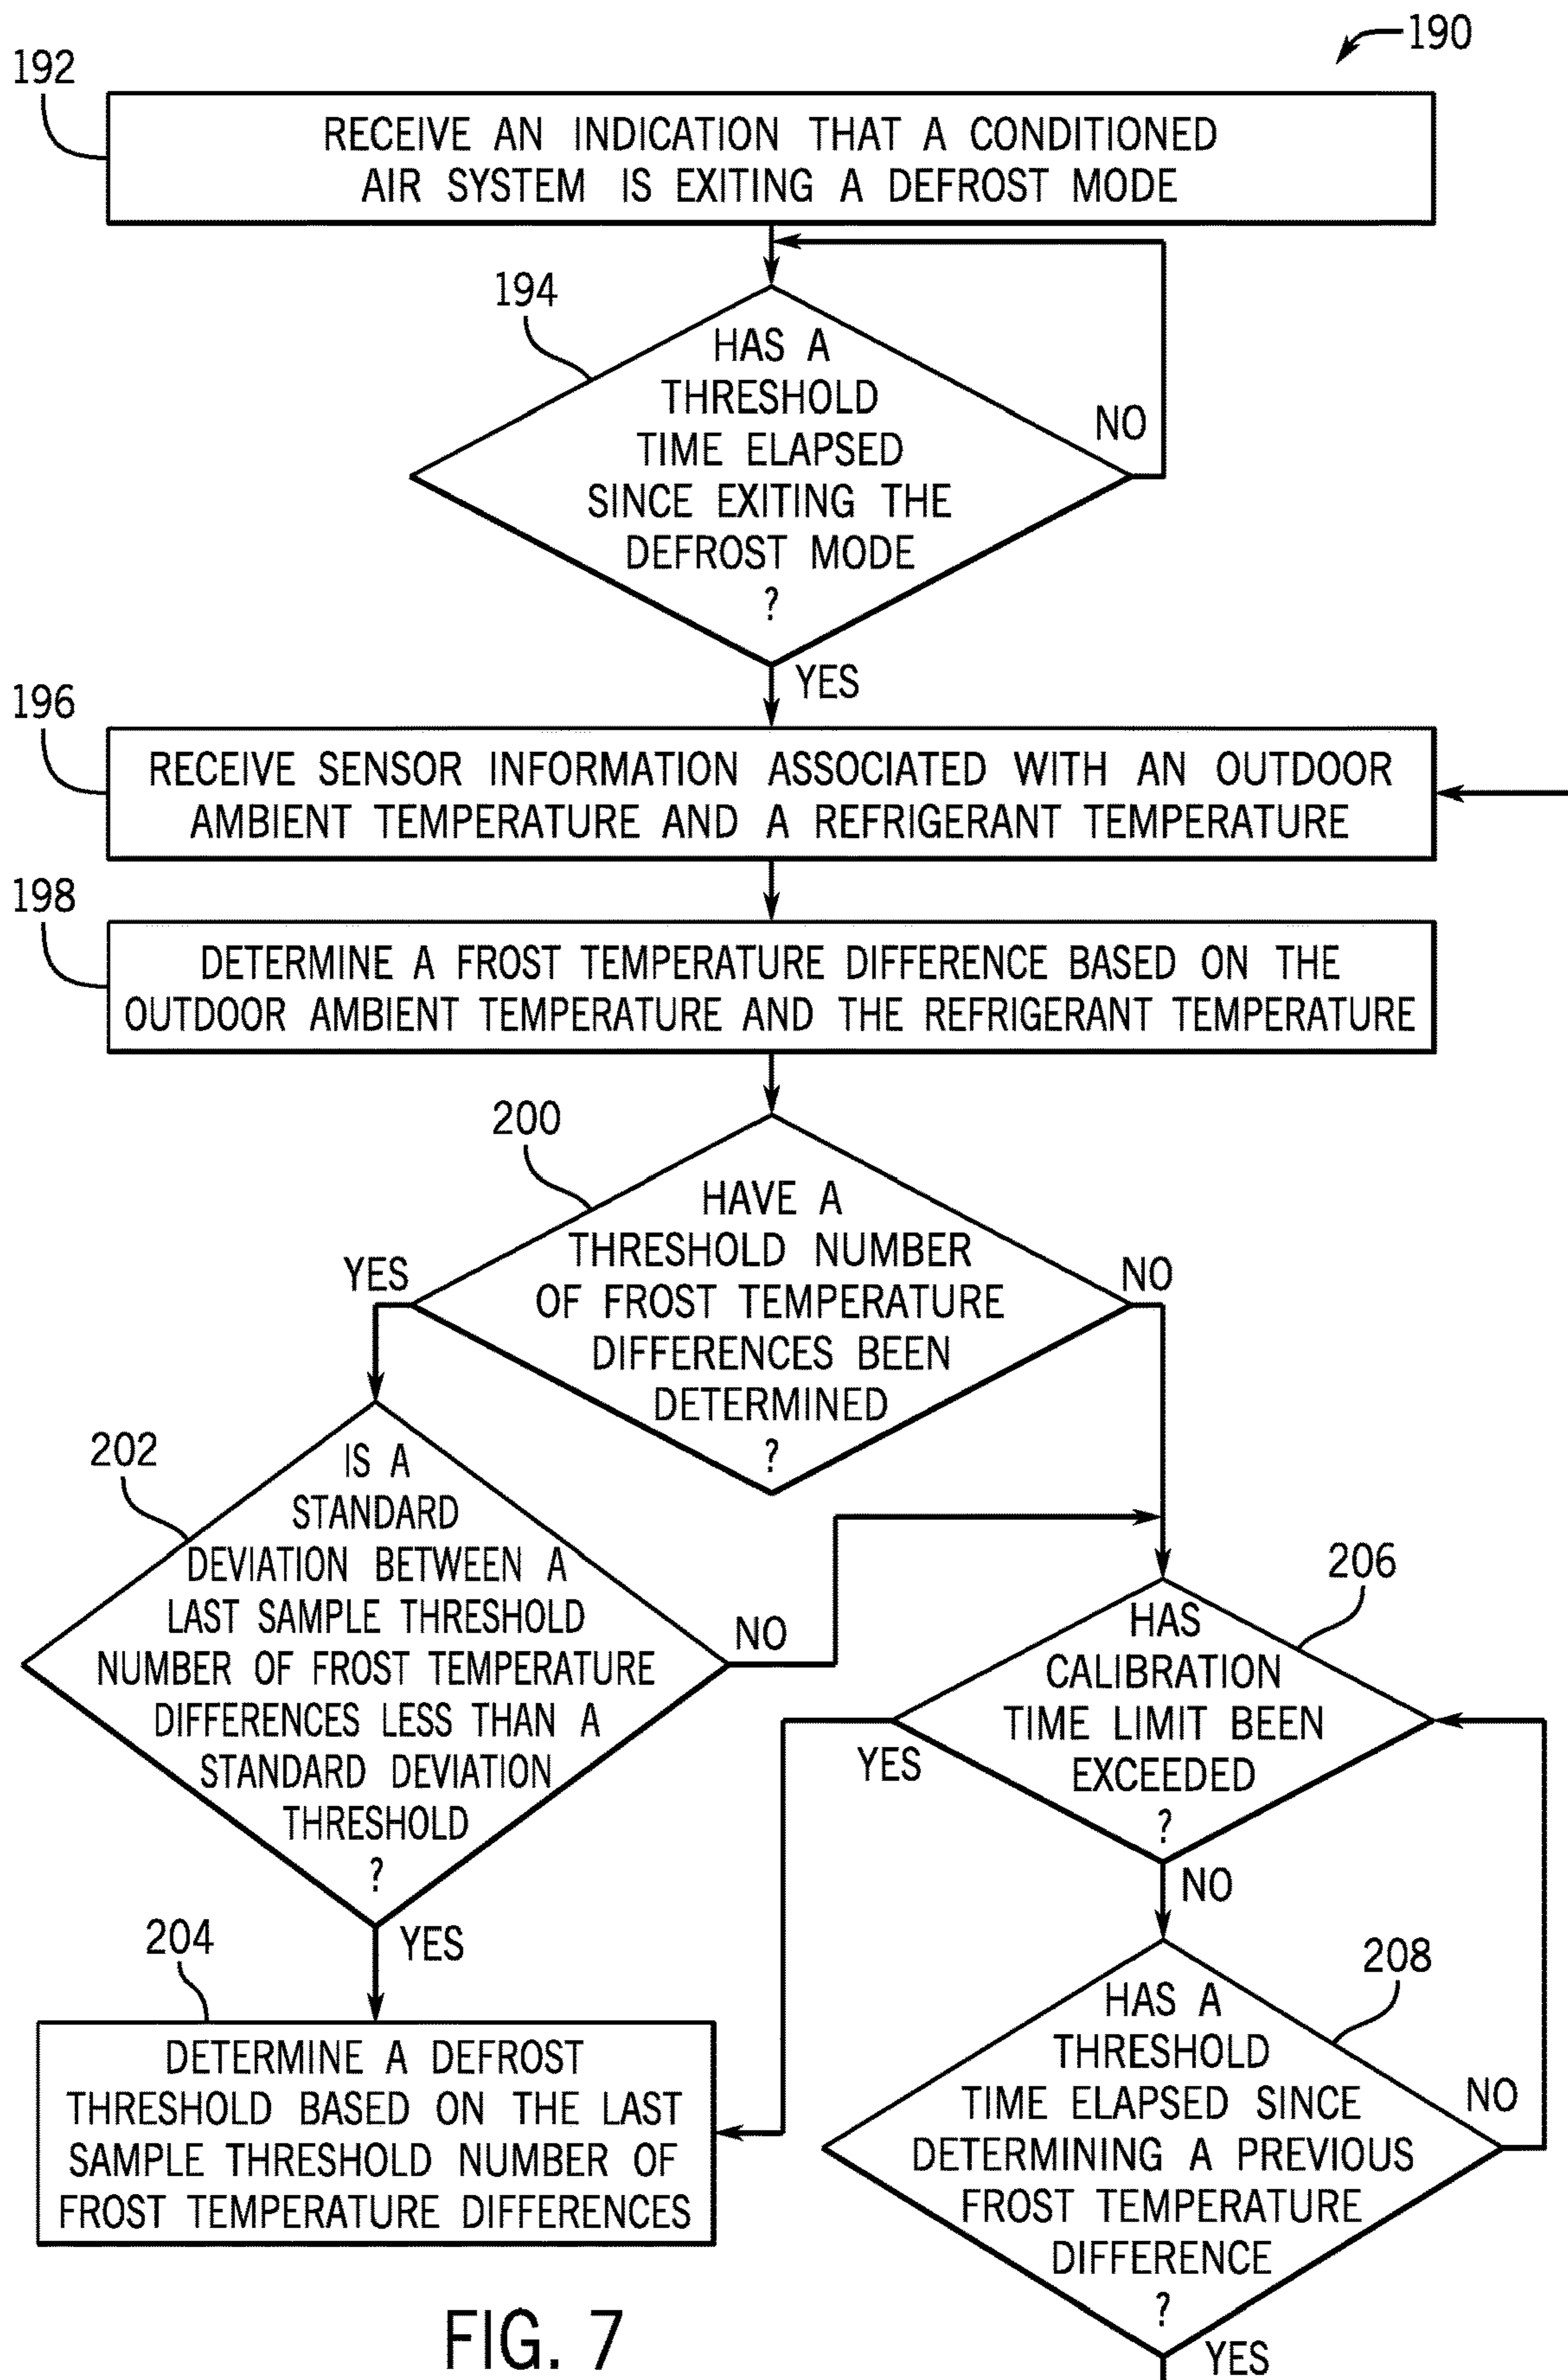 190
192
RECEIVE AN INDICATION THAT A CONDITIONED
AIR SYSTEM IS EXITING A DEFROST MODE
194
HAS A
THRESHOLD
TIME ELAPSED
SINCE EXITING THE
DEFROST MODE
?
NO
YES
196
RECEIVE SENSOR INFORMATION ASSOCIATED WITH AN OUTDOOR
AMBIENT TEMPERATURE AND A REFRIGERANT TEMPERATURE
198
DETERMINE A FROST TEMPERATURE DIFFERENCE BASED ON THE
OUTDOOR AMBIENT TEMPERATURE AND THE REFRIGERANT TEMPERATURE
200
HAVE A
THRESHOLD NUMBER
OF FROST TEMPERATURE
DIFFERENCES BEEN
DETERMINED
?
YES
NO
202
IS A
STANDARD
DEVIATION BETWEEN A
LAST SAMPLE THRESHOLD
NUMBER OF FROST TEMPERATURE
DIFFERENCES LESS THAN A
STANDARD DEVIATION
THRESHOLD
?
NO
YES
206
HAS
CALIBRATION
TIME LIMIT BEEN
EXCEEDED
?
YES
NO
204
DETERMINE A DEFROST
THRESHOLD BASED ON THE LAST
SAMPLE THRESHOLD NUMBER OF
FROST TEMPERATURE DIFFERENCES
208
HAS A
THRESHOLD
TIME ELAPSED SINCE
DETERMINING A PREVIOUS
FROST TEMPERATURE
DIFFERENCE
?
NO
YES
FIG. 7